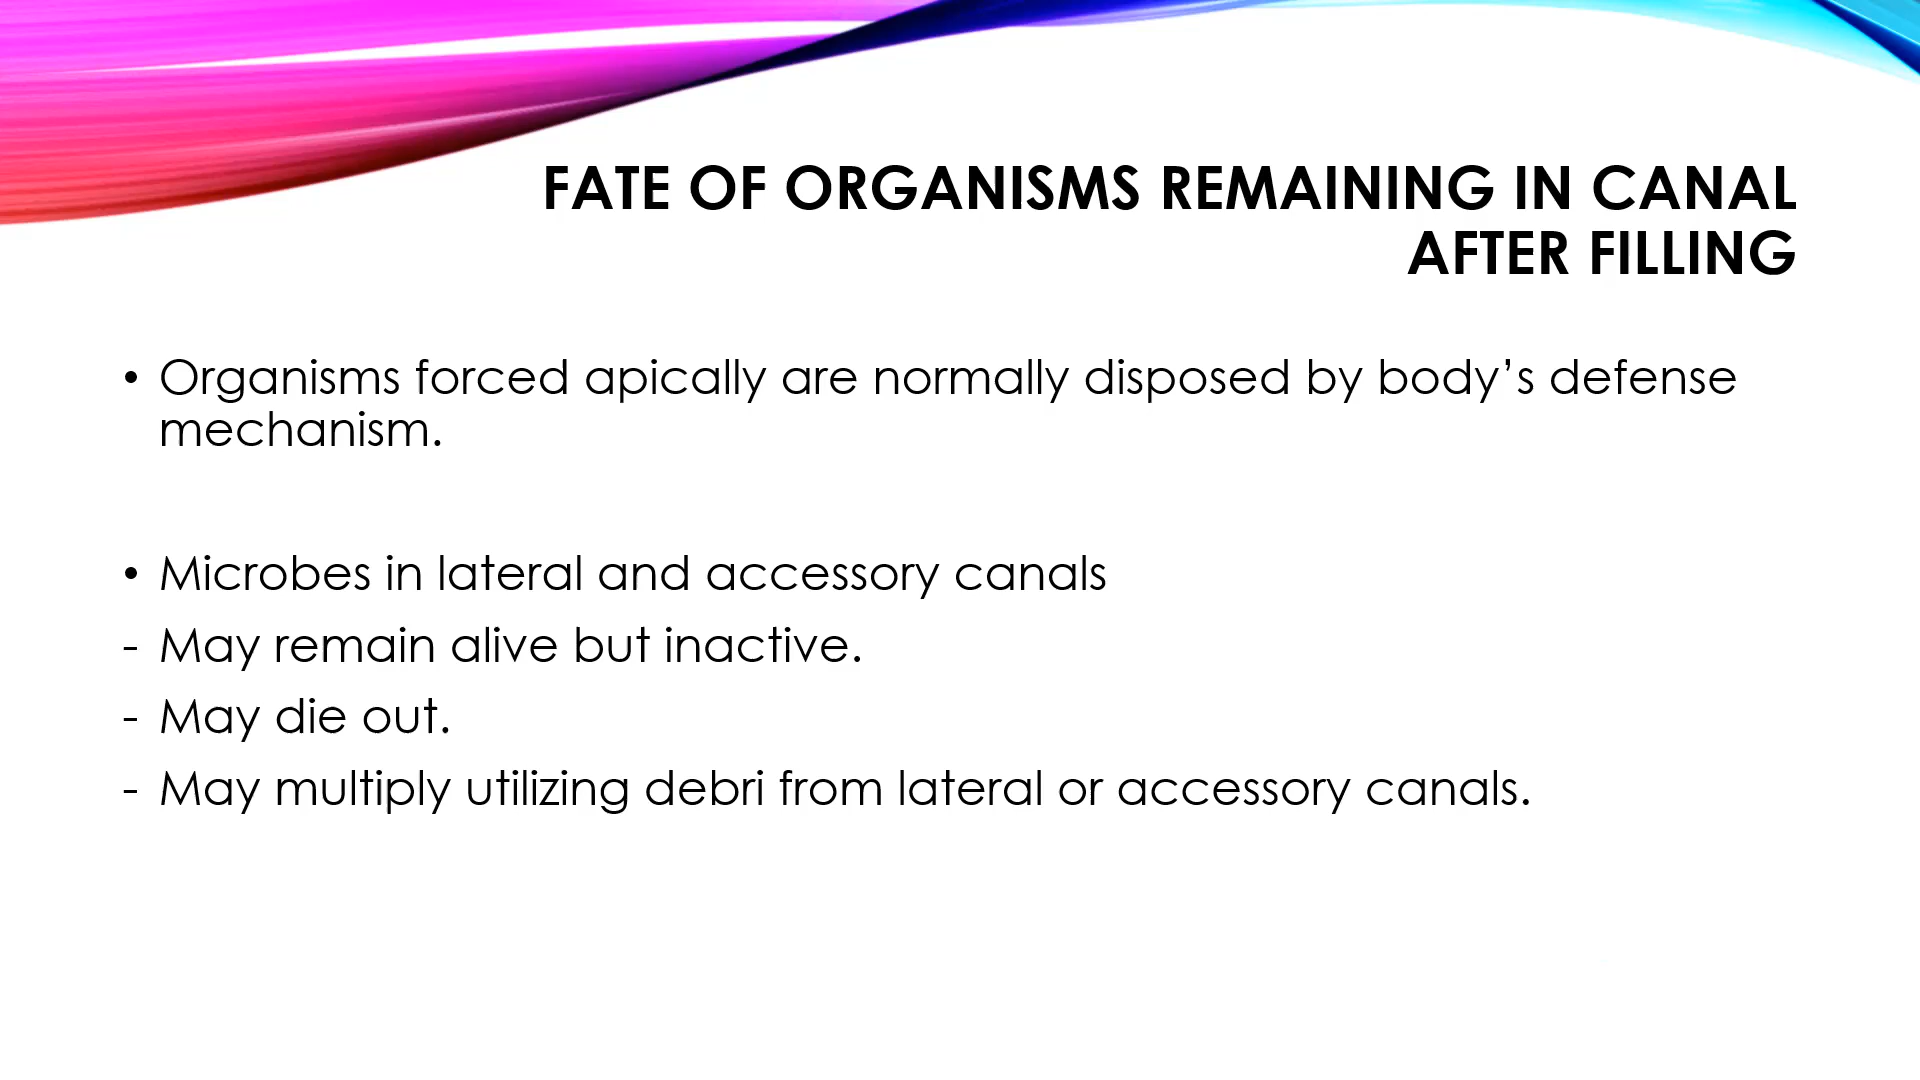 FATE OF ORGANISMS REMAINING IN CANAL
AFTER FILLING
• Organisms forced apically are normally disposed by body’s defense
mechanism.
• Microbes in lateral and accessory canals
- May remain alive but inactive.
- May die out.
- May multiply utilizing debri from lateral or accessory canals.